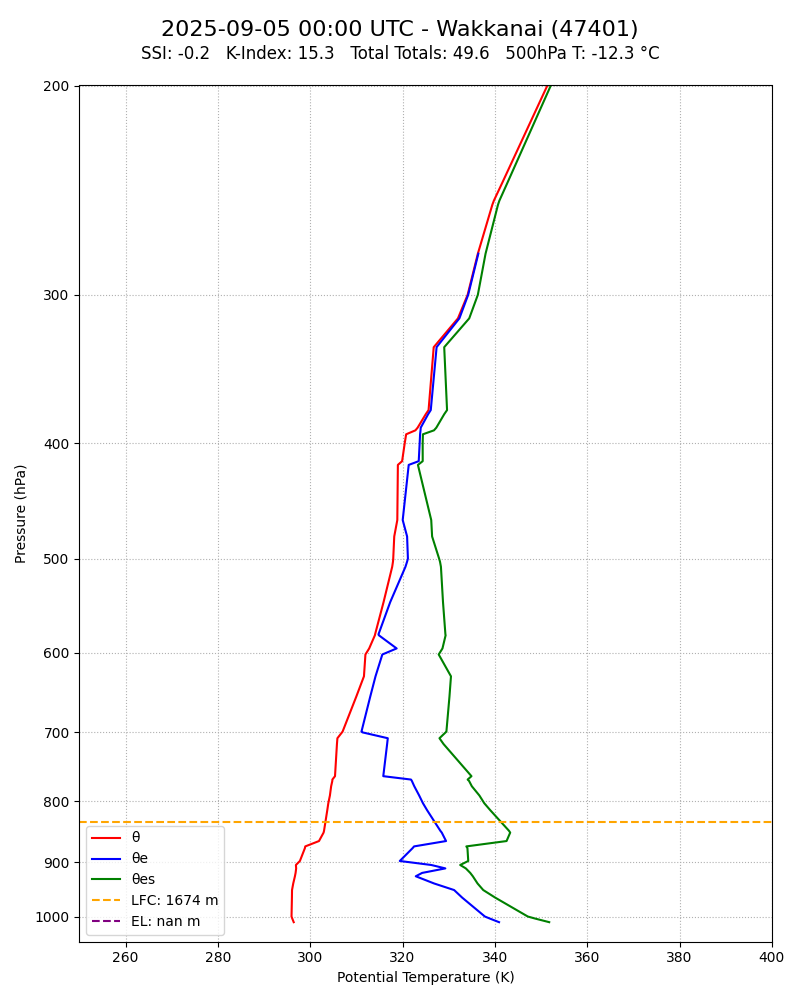 2025-09-05 00:00 UTC - Wakkanai (47401)
SSI: -0.2   K-Index: 15.3   Total Totals: 49.6   500hPa T: -12.3 °C
200
300
400
500
600
700
800
900
1000
Pressure (hPa)
θ
θe
θes
LFC: 1674 m
EL: nan m
260 280 300 320 340 360 380 400
Potential Temperature (K)